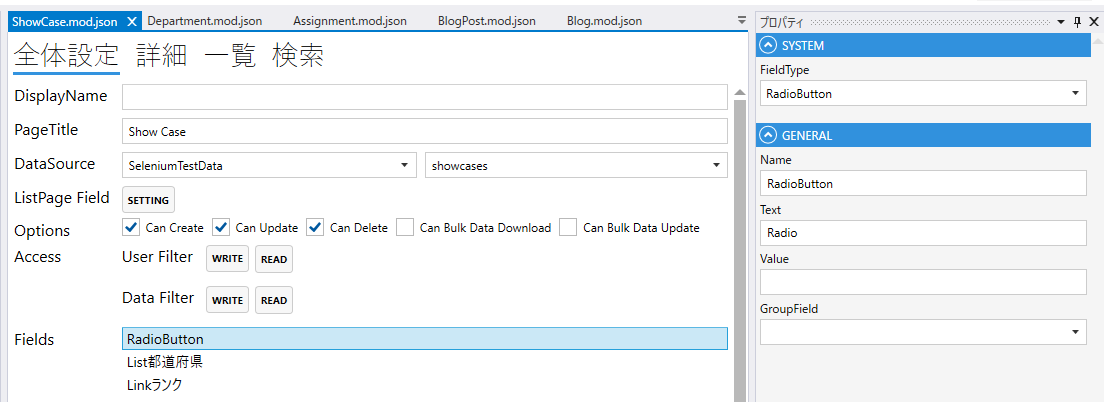 ShowCase.mod.json
Department.mod.json
Assignment.mod.json
BlogPost.mod.json
Blog.mod.json
全体設定 詳細 一覧 検索
DisplayName
PageTitle Show Case
DataSource SeleniumTestData showcases
ListPage Field SETTING
Options Can Create Can Update Can Delete Can Bulk Data Download Can Bulk Data Update
Access User Filter WRITE READ
Data Filter WRITE READ
Fields RadioButton
List都道府県
Linkランク
プロパティ
SYSTEM
FieldType
RadioButton
GENERAL
Name
RadioButton
Text
Radio
Value
GroupField